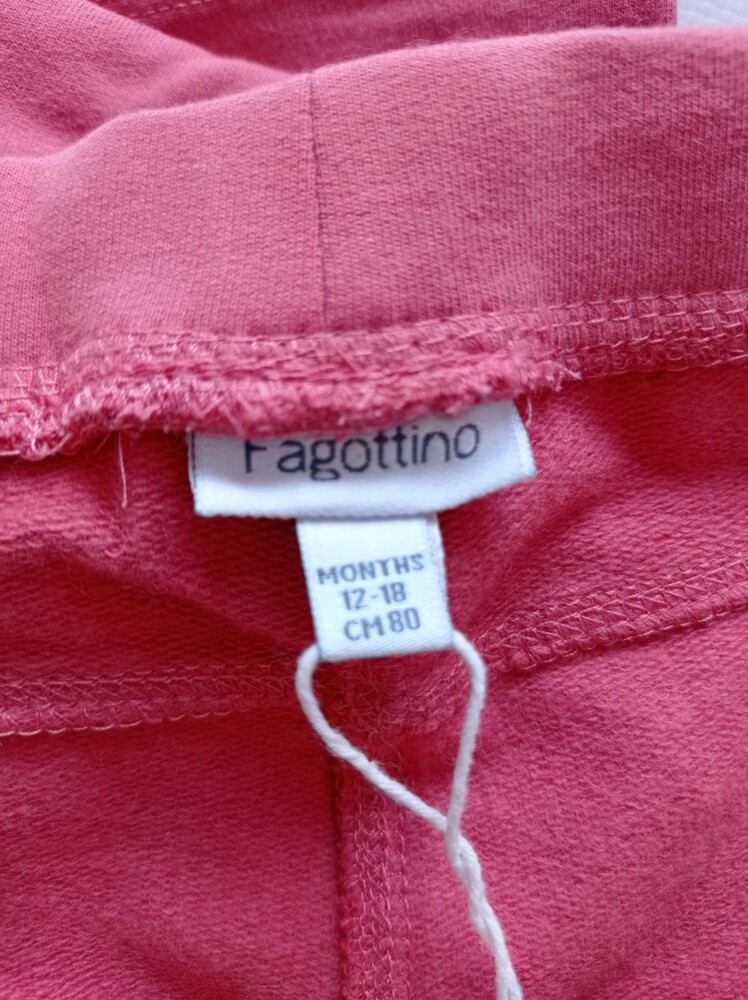 Fagottino
MONTHS
12-18
CM 80